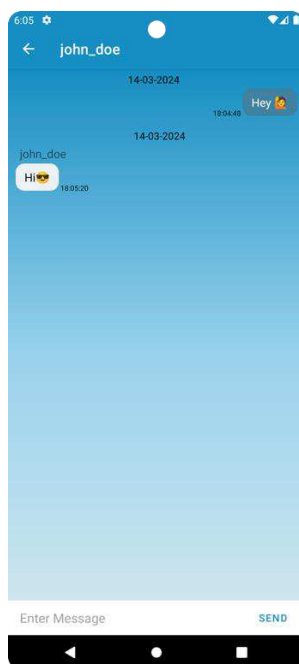 6:05
john_doe
14-03-2024
Hey 🙋
18:04:48
14-03-2024
john_doe
Hi😎
18:05:20
Enter Message
SEND